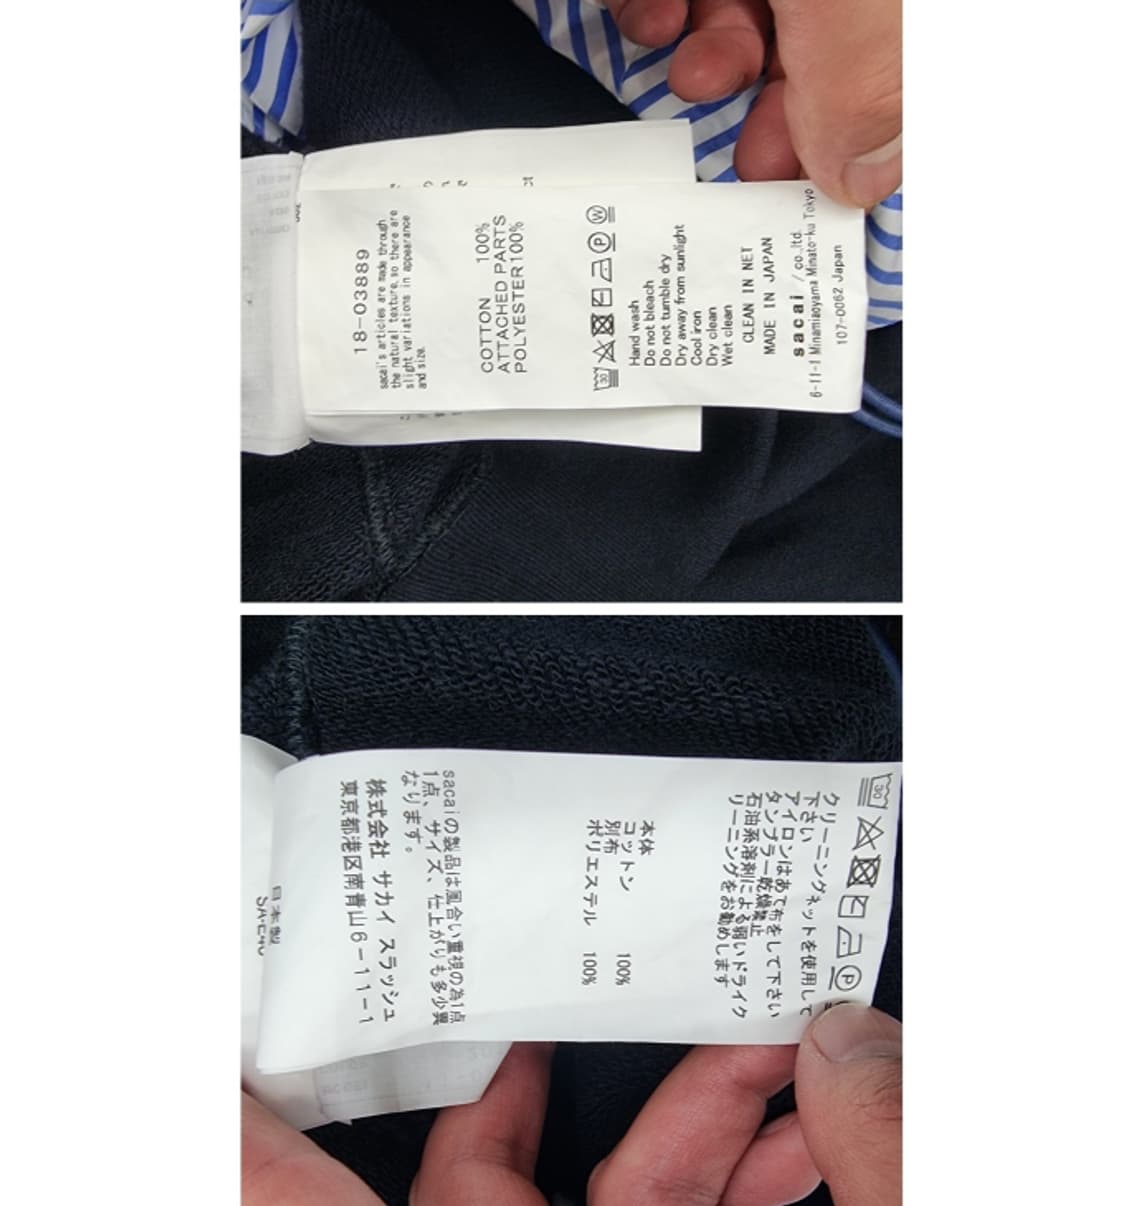 18-03889
sacai's articles are made through
the natural texture, so there are
slight variations in appearance
and size.
COTTON 100%
ATTACHED PARTS
POLYESTER100%
30
P
W
Hand wash
Do not bleach
Do not tumble dry
Dry away from sunlight
Cool iron
Dry clean
Wet clean
CLEAN IN NET
MADE IN JAPAN
sacai / co.,ltd.
6-11-1 Minamiaoyama Minato-ku Tokyo
107-0062 Japan
30
P
クリーニングネットを使用して
下さい
アイロンはあて布をして下さい
タンブラー乾燥禁止
石油系溶剤による弱いドライク
リーニングをお勧めします
本体
コットン 100%
別布
ポリエステル 100%
sacaiの製品は風合い重視の為1点
1点、サイズ、仕上がりも多少異
なります。
株式会社 サカイ スラッシュ
東京都港区南青山6-11-1
日本製